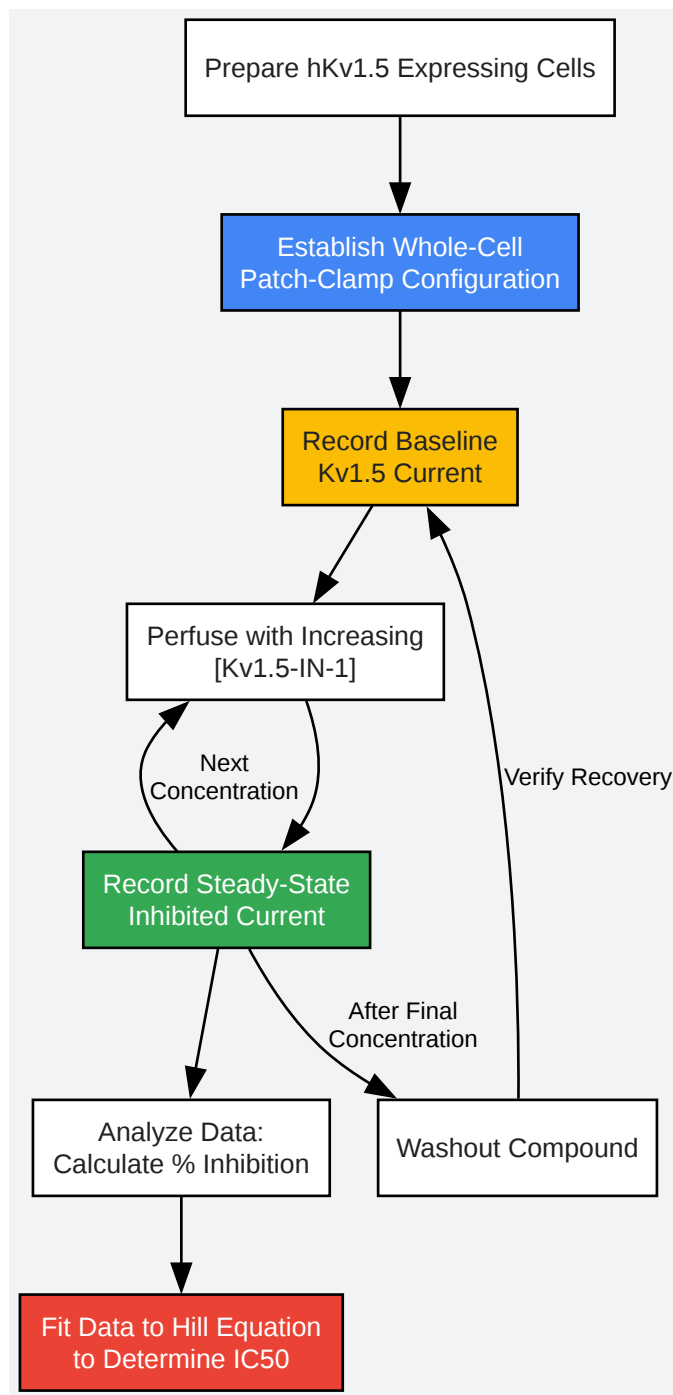 Prepare hKv1.5 Expressing Cells
Establish Whole-Cell
Patch-Clamp Configuration
Record Baseline
Kv1.5 Current
Perfuse with Increasing
[Kv1.5-IN-1]
Next
Concentration
Verify Recovery
Record Steady-State
Inhibited Current
After Final
Concentration
Analyze Data:
Calculate % Inhibition
Washout Compound
Fit Data to Hill Equation
to Determine IC50